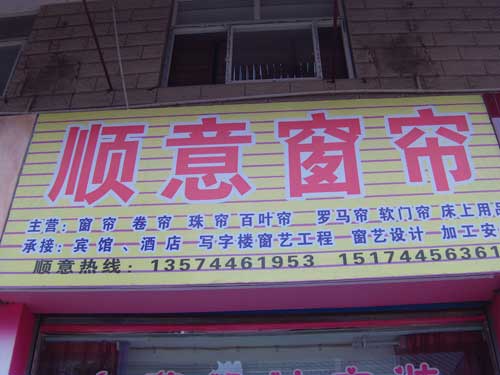 顺意窗帘
主营：窗帘 卷帘 珠帘 百叶帘 罗马帘 软门帘 床上用品
承接：宾馆、酒店 写字楼窗艺工程 窗艺设计 加工安
顺意热线：13574461953 15174456361